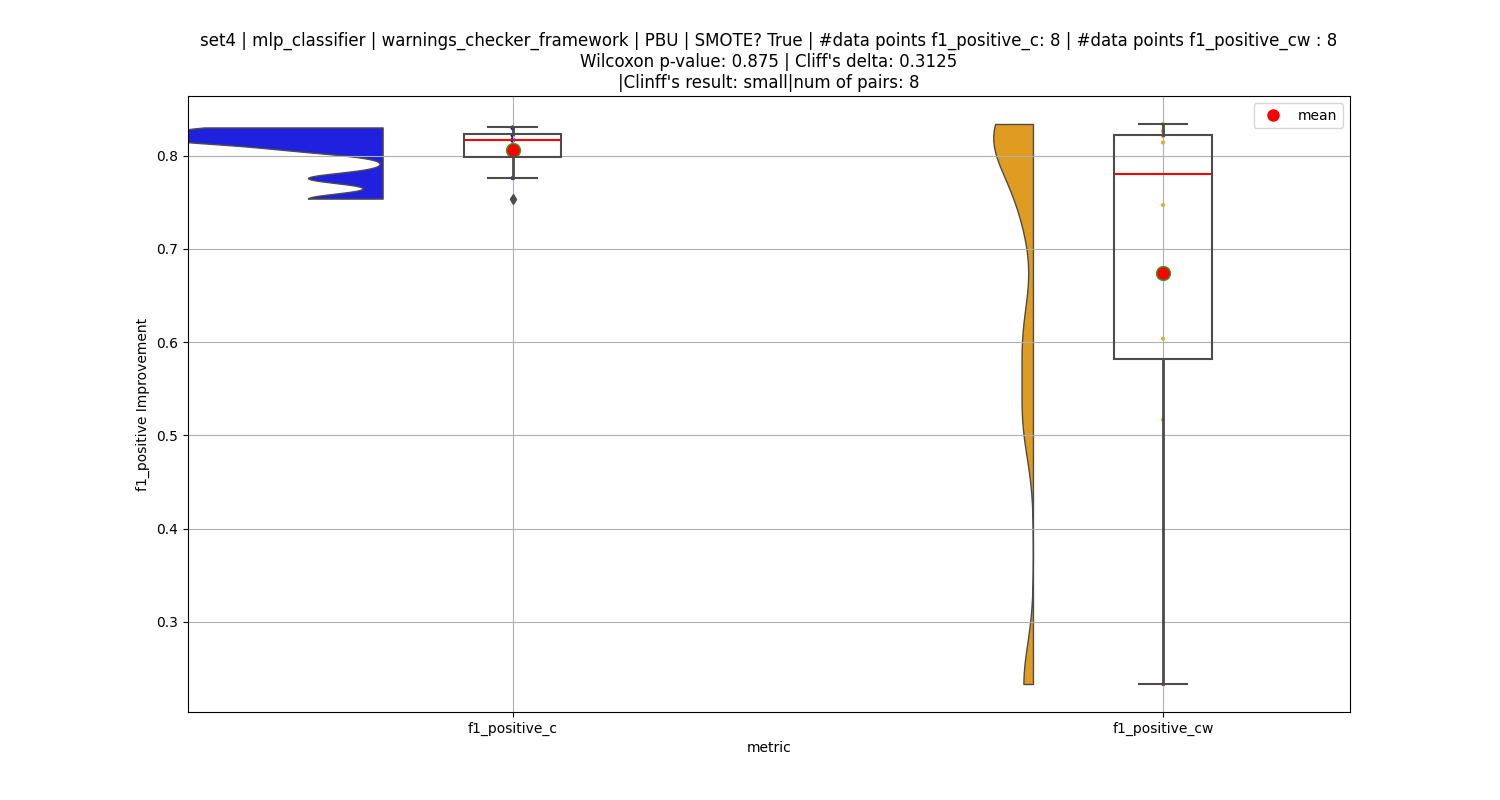 set4 | mlp_classifier | warnings_checker_framework | PBU | SMOTE? True | #data points f1_positive_c: 8 | #data points f1_positive_cw : 8
Wilcoxon p-value: 0.875 | Cliff's delta: 0.3125
|Clinff's result: small|num of pairs: 8
mean
0.8
0.7
0.6
0.5
0.4
0.3
f1_positive Improvement
f1_positive_c
f1_positive_cw
metric